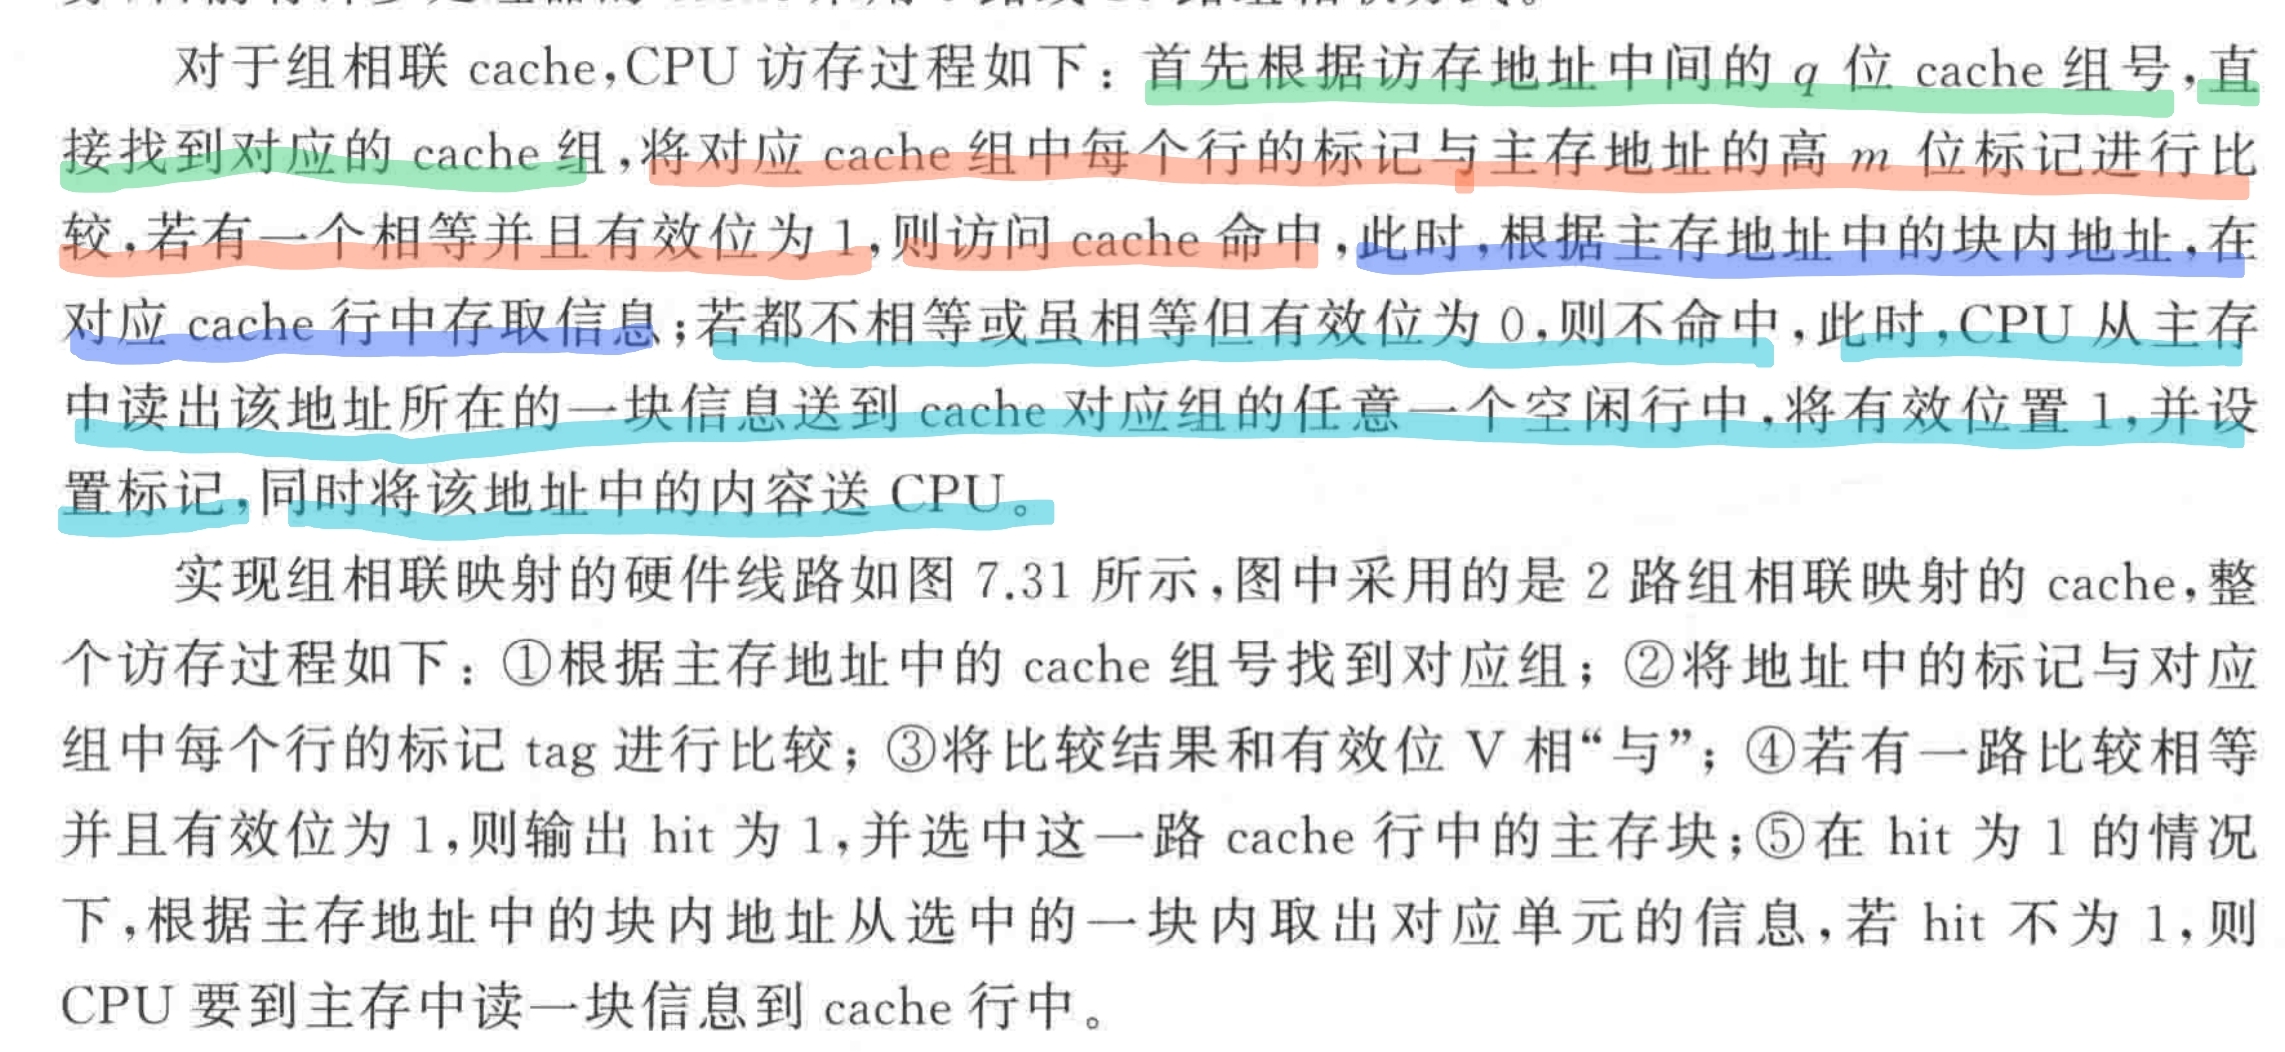 对于组相联 cache,CPU 访存过程如下：首先根据访存地址中间的 q 位 cache 组号,直
接找到对应的 cache 组,将对应 cache 组中每个行的标记与主存地址的高 m 位标记进行比
较,若有一个相等并且有效位为 1,则访问 cache 命中,此时,根据主存地址中的块内地址,在
对应 cache 行中存取信息;若都不相等或虽相等但有效位为 0,则不命中,此时,CPU 从主存
中读出该地址所在的一块信息送到 cache 对应组的任意一个空闲行中,将有效位置 1,并设
置标记,同时将该地址中的内容送 CPU。
实现组相联映射的硬件线路如图 7.31 所示,图中采用的是 2 路组相联映射的 cache,整
个访存过程如下：①根据主存地址中的 cache 组号找到对应组；②将地址中的标记与对应
组中每个行的标记 tag 进行比较；③将比较结果和有效位 V 相“与”；④若有一路比较相等
并且有效位为 1,则输出 hit 为 1,并选中这一路 cache 行中的主存块;⑤在 hit 为 1 的情况
下,根据主存地址中的块内地址从选中的一块内取出对应单元的信息,若 hit 不为 1,则
CPU 要到主存中读一块信息到 cache 行中。